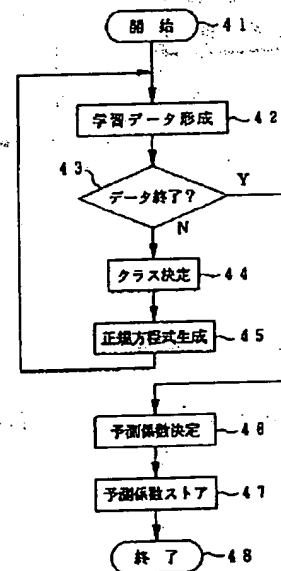 開始 41
学習データ形成 42
43
データ終了？ Y
N
クラス決定 44
正規方程式生成 45
予測係数決定 46
予測係数ストア 47
終了 48